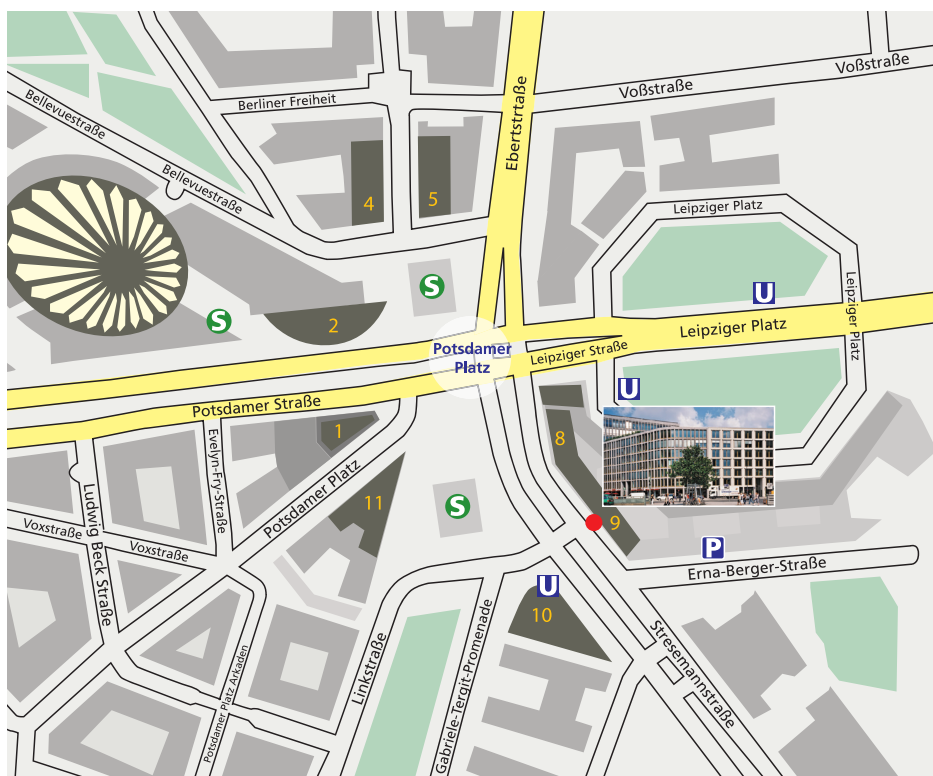 Voßstraße
Voßstraße
Berliner Freiheit
Ebertstrtaße
Bellevuestraße
Bellevuestraße
4
5
Leipziger Platz
S
U
Leipziger Platz
S
2
Leipziger Platz
Potsdamer
Platz
Leipziger Straße
U
Potsdamer Straße
1
8
Evelyn-Fry-Straße
Potsdamer Platz
11
S
9
Ludwig Beck Straße
Voxstraße
Voxstraße
P
Erna-Berger-Straße
U
10
Linkstraße
Gabriele-Tergit-Promenade
Stresemannstraße
Potsdamer Platz Arkaden